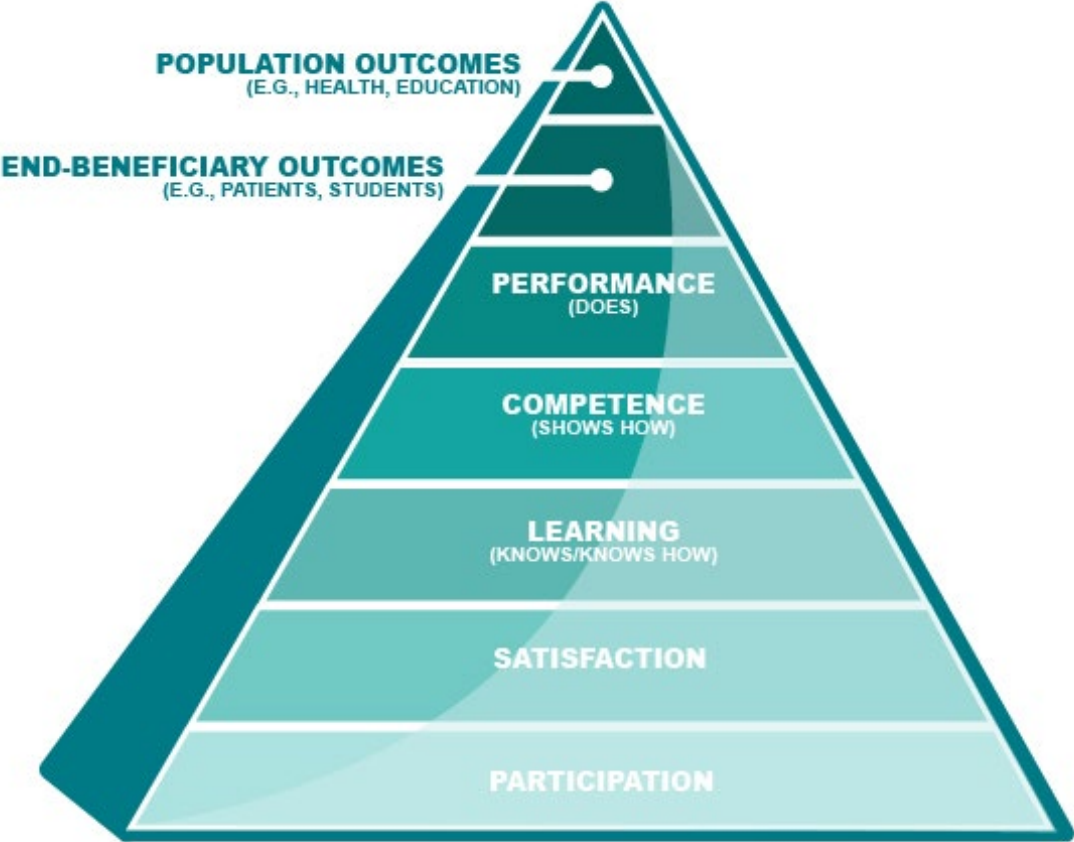 POPULATION OUTCOMES
(E.G., HEALTH, EDUCATION)
END-BENEFICIARY OUTCOMES
(E.G., PATIENTS, STUDENTS)
PERFORMANCE
(DOES)
COMPETENCE
(SHOWS HOW)
LEARNING
(KNOWS/KNOWS HOW)
SATISFACTION
PARTICIPATION